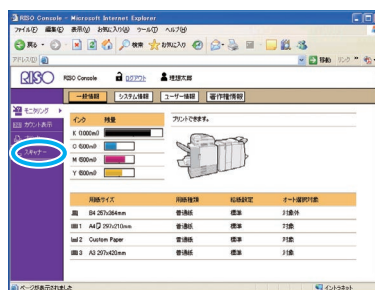 RISO Console - Microsoft Internet Explorer
ファイル(F) 編集(E) 表示(V) お気に入り(A) ツール(T) ヘルプ(H)
戻る 検索 お気に入り
アドレス(D) 移動 リンク
RISO RISO Console ログアウト 理想太郎
一般情報 システム情報 ユーザー情報 著作権情報
モニタリング
カウント表示
スキャナー
インク 残量 プリントできます。
K (1000ml)
M (600ml)
Y (600ml)
用紙サイズ 用紙種類 給紙設定 オート選択対象
B4 257x364mm 普通紙 標準 対象外
1 A4 297x210mm 普通紙 標準 対象
2 Custom Paper 普通紙 標準 対象
3 A3 297x420mm 普通紙 標準 対象
ページが表示されました イントラネット